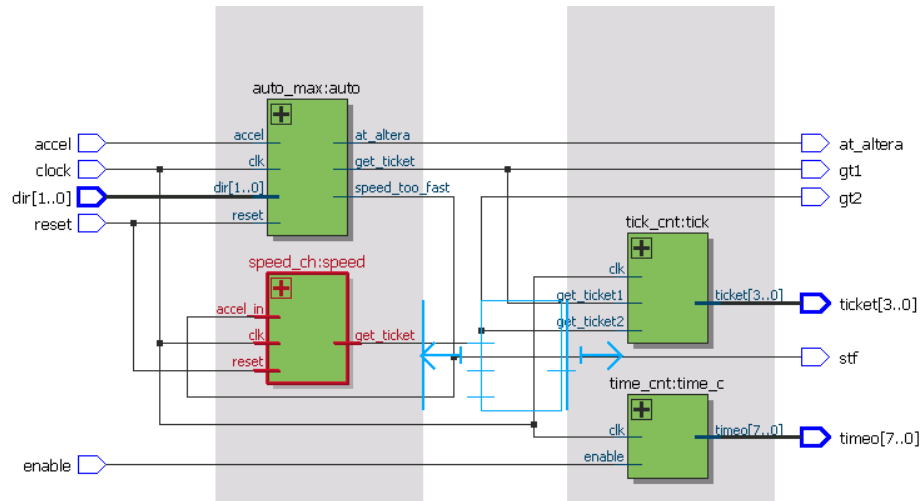 auto_max:auto
accel
accel
at_altera
at_altera
clock
clk
get_ticket
gt1
dir[1..0]
dir[1..0]
speed_too_fast
gt2
reset
reset
tick_cnt:tick
speed_ch:speed
clk
accel_in
get_ticket1
ticket[3..0]
ticket[3..0]
clk
get_ticket
get_ticket2
reset
stf
time_cnt:time_c
clk
timeo[7..0]
timeo[7..0]
enable
enable